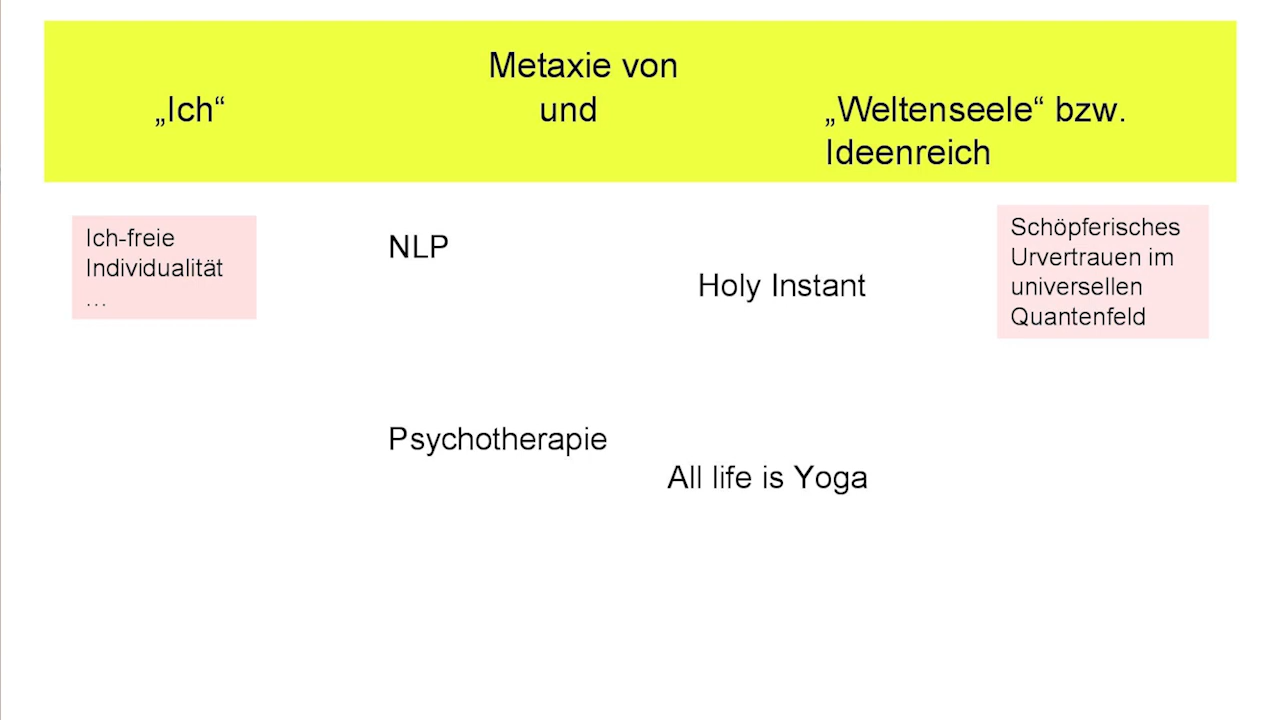 Metaxie von
„Ich“ und „Weltenseele“ bzw.
Ideenreich
Ich-freie
Individualität
...
NLP
Holy Instant
Schöpferisches
Urvertrauen im
universellen
Quantenfeld
Psychotherapie
All life is Yoga